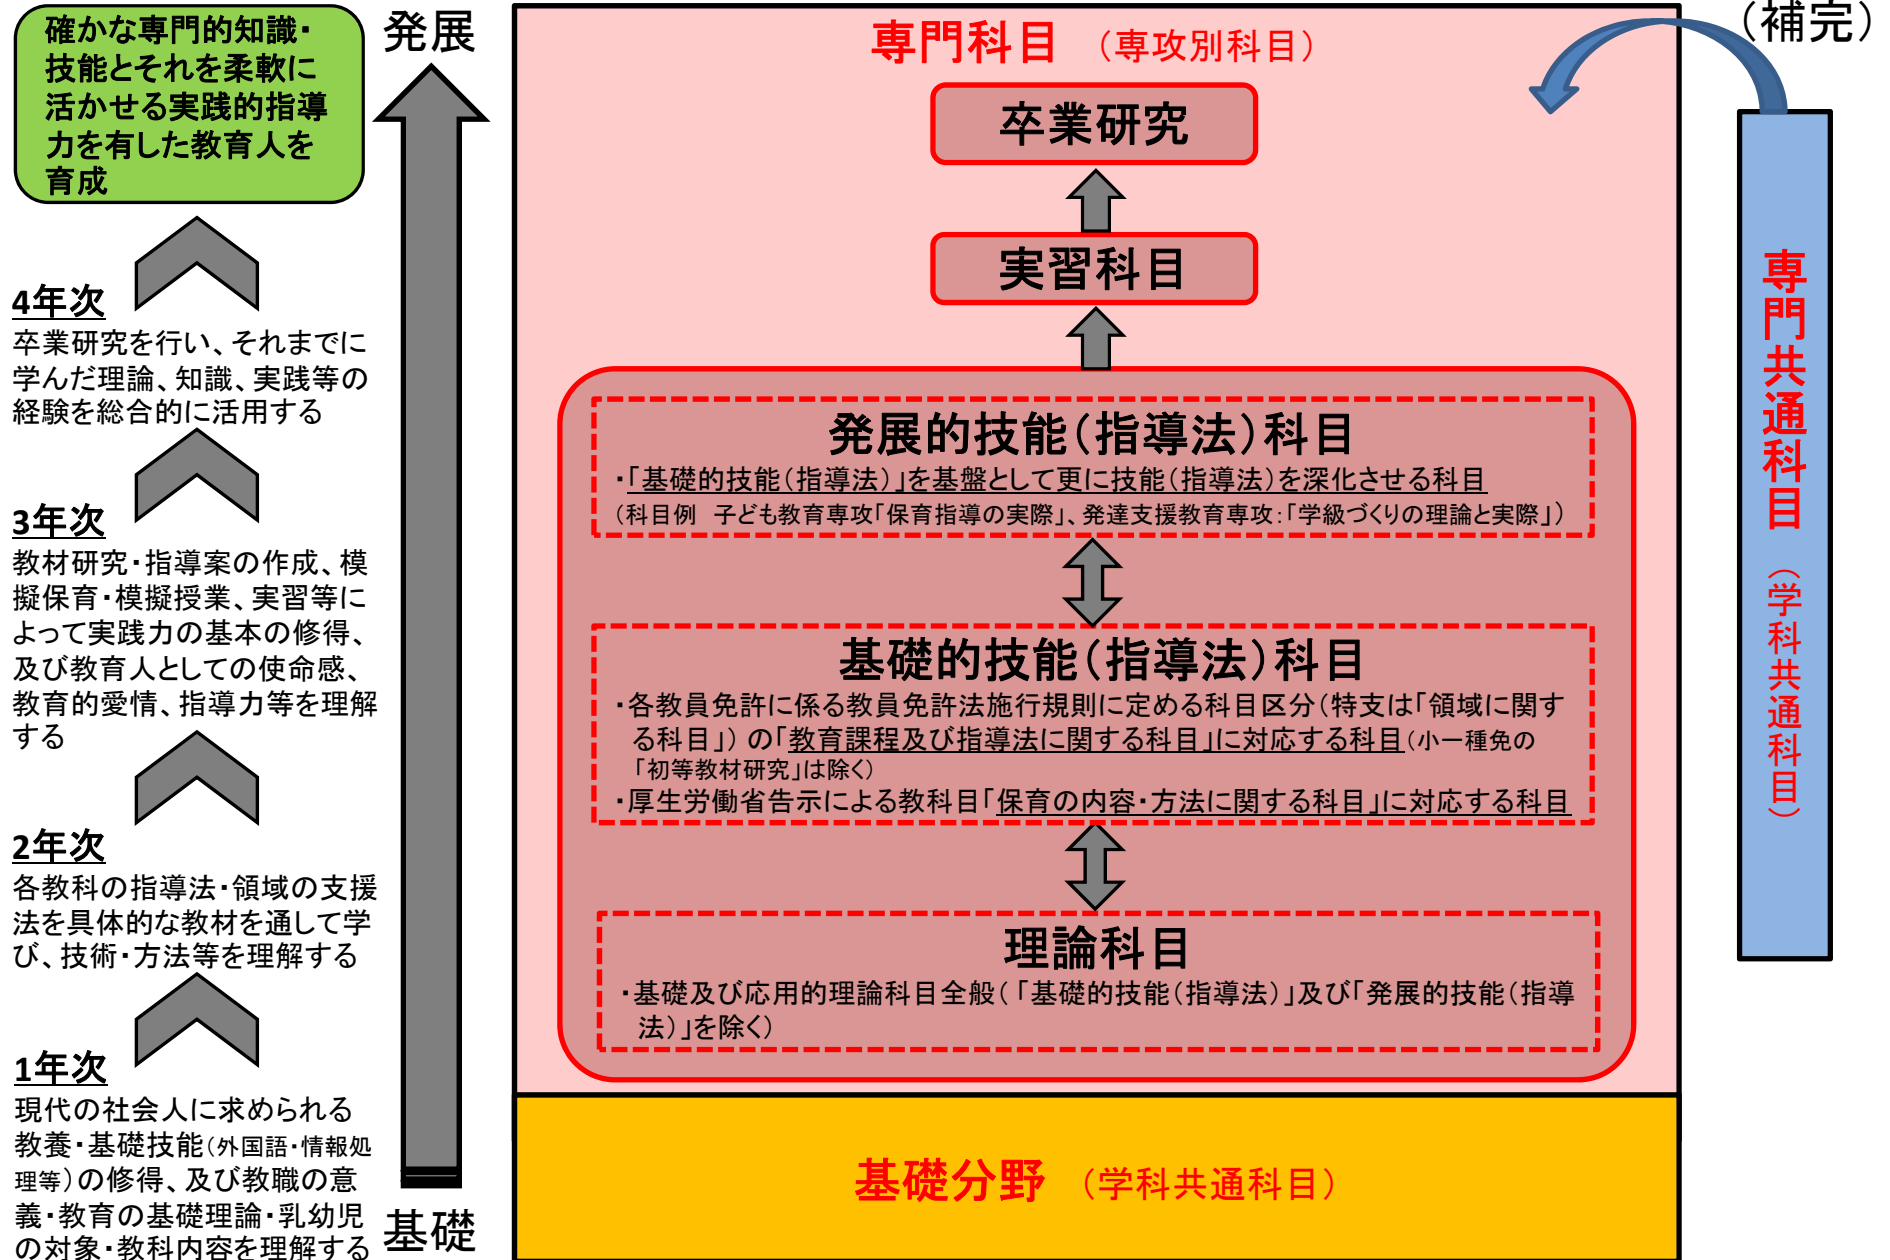 確かな専門的知識・
技能とそれを柔軟に
活かせる実践的指導
力を有した教育人を
育成
4年次
卒業研究を行い、それまでに
学んだ理論、知識、実践等の
経験を総合的に活用する
3年次
教材研究・指導案の作成、模
擬保育・模擬授業、実習等に
よって実践力の基本の修得、
及び教育人としての使命感、
教育的愛情、指導力等を理解
する
2年次
各教科の指導法・領域の支援
法を具体的な教材を通して学
び、技術・方法等を理解する
1年次
現代の社会人に求められる
教養・基礎技能(外国語・情報処
理等)の修得、及び教職の意
義・教育の基礎理論・乳幼児
の対象・教科内容を理解する
発展
基礎
専門科目 (専攻別科目)
卒業研究
実習科目
発展的技能(指導法)科目
・「基礎的技能(指導法)」を基盤として更に技能(指導法)を深化させる科目
(科目例 子ども教育専攻「保育指導の実際」、発達支援教育専攻:「学級づくりの理論と実際」)
基礎的技能(指導法)科目
・各教員免許に係る教員免許法施行規則に定める科目区分(特支は「領域に関す
る科目」) の「教育課程及び指導法に関する科目」に対応する科目(小一種免の
「初等教材研究」は除く)
・厚生労働省告示による教科目「保育の内容・方法に関する科目」に対応する科目
理論科目
・基礎及び応用的理論科目全般( 「基礎的技能(指導法)」及び「発展的技能(指導
法)」を除く)
基礎分野 (学科共通科目)
(補完)
専門共通科目 (学科共通科目)